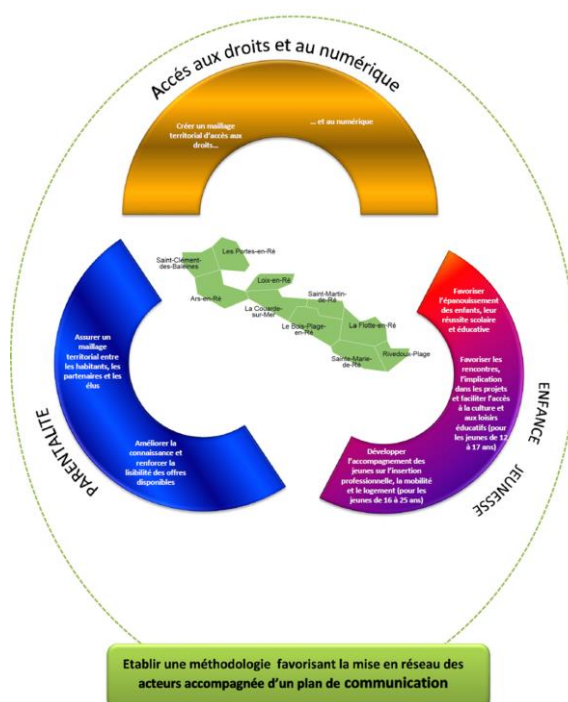 Accés aux droits et au numérique
Créer un maillage
territorial d'accès aux
droits...
... et au numérique
Saint-Clément
des-Baleines
Les Portes-en-Ré
Ars-en-Ré
Loix-en-Ré
La Couarde-
sur-Mer
Saint-Martin-
de-Ré
Le Bois-Plage-
en-Ré
La Flotte-en-Ré
Sainte-Marie-
de-Ré
Rivedoux-Plage
Assurer un
maillage
territorial entre
les habitants, les
partenaires et les
élus
Améliorer la
connaissance et
renforcer la
lisibilité des offres
disponibles
PARENTALITE
Favoriser
l'épanouissement
des enfants, leur
réussite scolaire
et éducative
Favoriser les
rencontres,
l'implication
dans les projets
et faciliter l'accès
à la culture et
aux loisirs
éducatifs (pour
les jeunes de 12
à 17 ans)
Développer
l'accompagnement des
jeunes sur l'insertion
professionnelle, la mobilité
et le logement (pour les
jeunes de 16 à 25 ans)
ENFANCE
JEUNESSE
Etablir une méthodologie favorisant la mise en réseau des
acteurs accompagnée d'un plan de communication